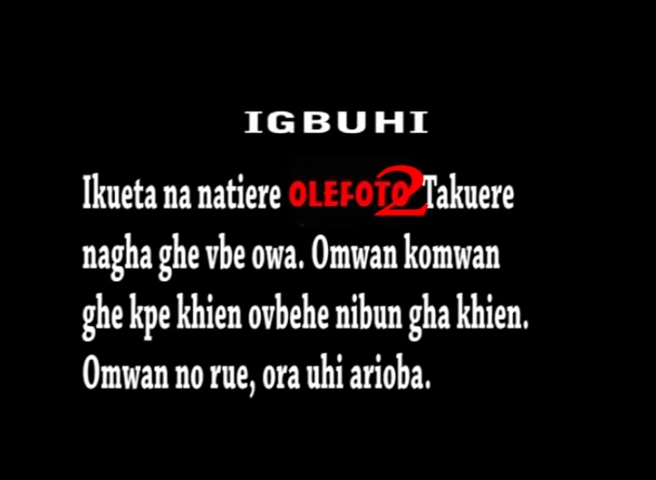 IGBUHI
Ikueta na natiere OLEFOTO 2 Takuere
nagha ghe vbe owa. Omwan komwan
ghe kpe khien ovbehe nibun gha khien.
Omwan no rue, ora uhi arioba.